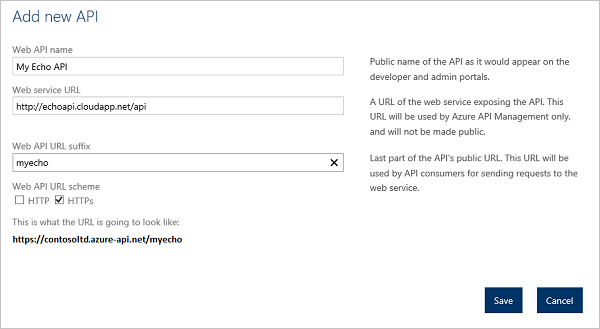 Add new API
Web API name
My Echo API
Public name of the API as it would appear on the
developer and admin portals.
Web service URL
http://echoapi.cloudapp.net/api
A URL of the web service exposing the API. This
URL will be used by Azure API Management only,
and will not be made public.
Web API URL suffix
myecho
Last part of the API's public URL. This URL will be
used by API consumers for sending requests to the
web service.
Web API URL scheme
HTTP HTTPs
This is what the URL is going to look like:
https://contosoltd.azure-api.net/myecho
Save Cancel